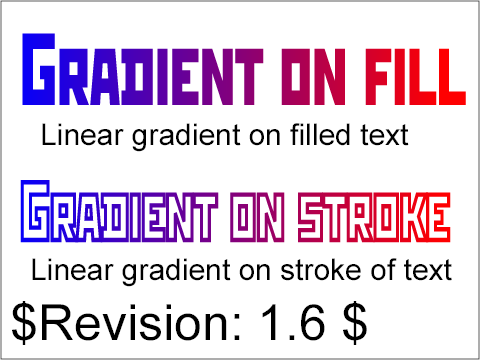 Gradient on fill
Linear gradient on filled text
Gradient on stroke
Linear gradient on stroke of text
$Revision: 1.6 $